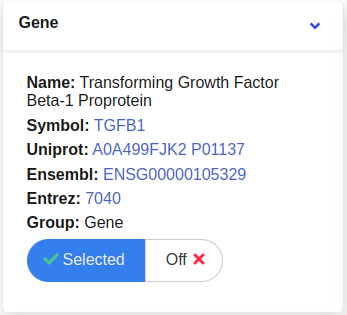 Gene
Name: Transforming Growth Factor
Beta-1 Proprotein
Symbol: TGFB1
Uniprot: A0A499FJK2 P01137
Ensembl: ENSG00000105329
Entrez: 7040
Group: Gene
Selected Off